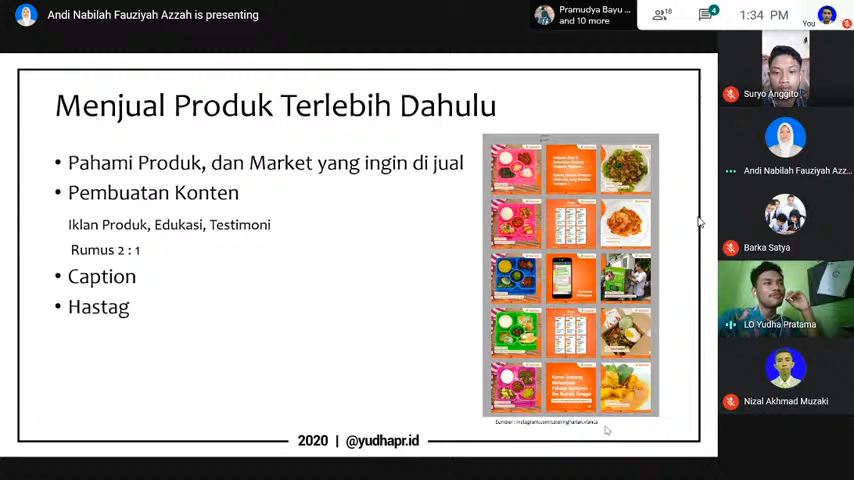 Andi Nabilah Fauziyah Azzah is presenting
Pramudya Bayu ...
and 10 more
18
4
1:34 PM
You
Menjual Produk Terlebih Dahulu
• Pahami Produk, dan Market yang ingin di jual
• Pembuatan Konten
Iklan Produk, Edukasi, Testimoni
Rumus 2 : 1
• Caption
• Hastag
2020 | @yudhapr.id
Suryo Anggito
Andi Nabilah Fauziyah Azz...
Barka Satya
LO Yudha Pratama
Nizal Akhmad Muzaki